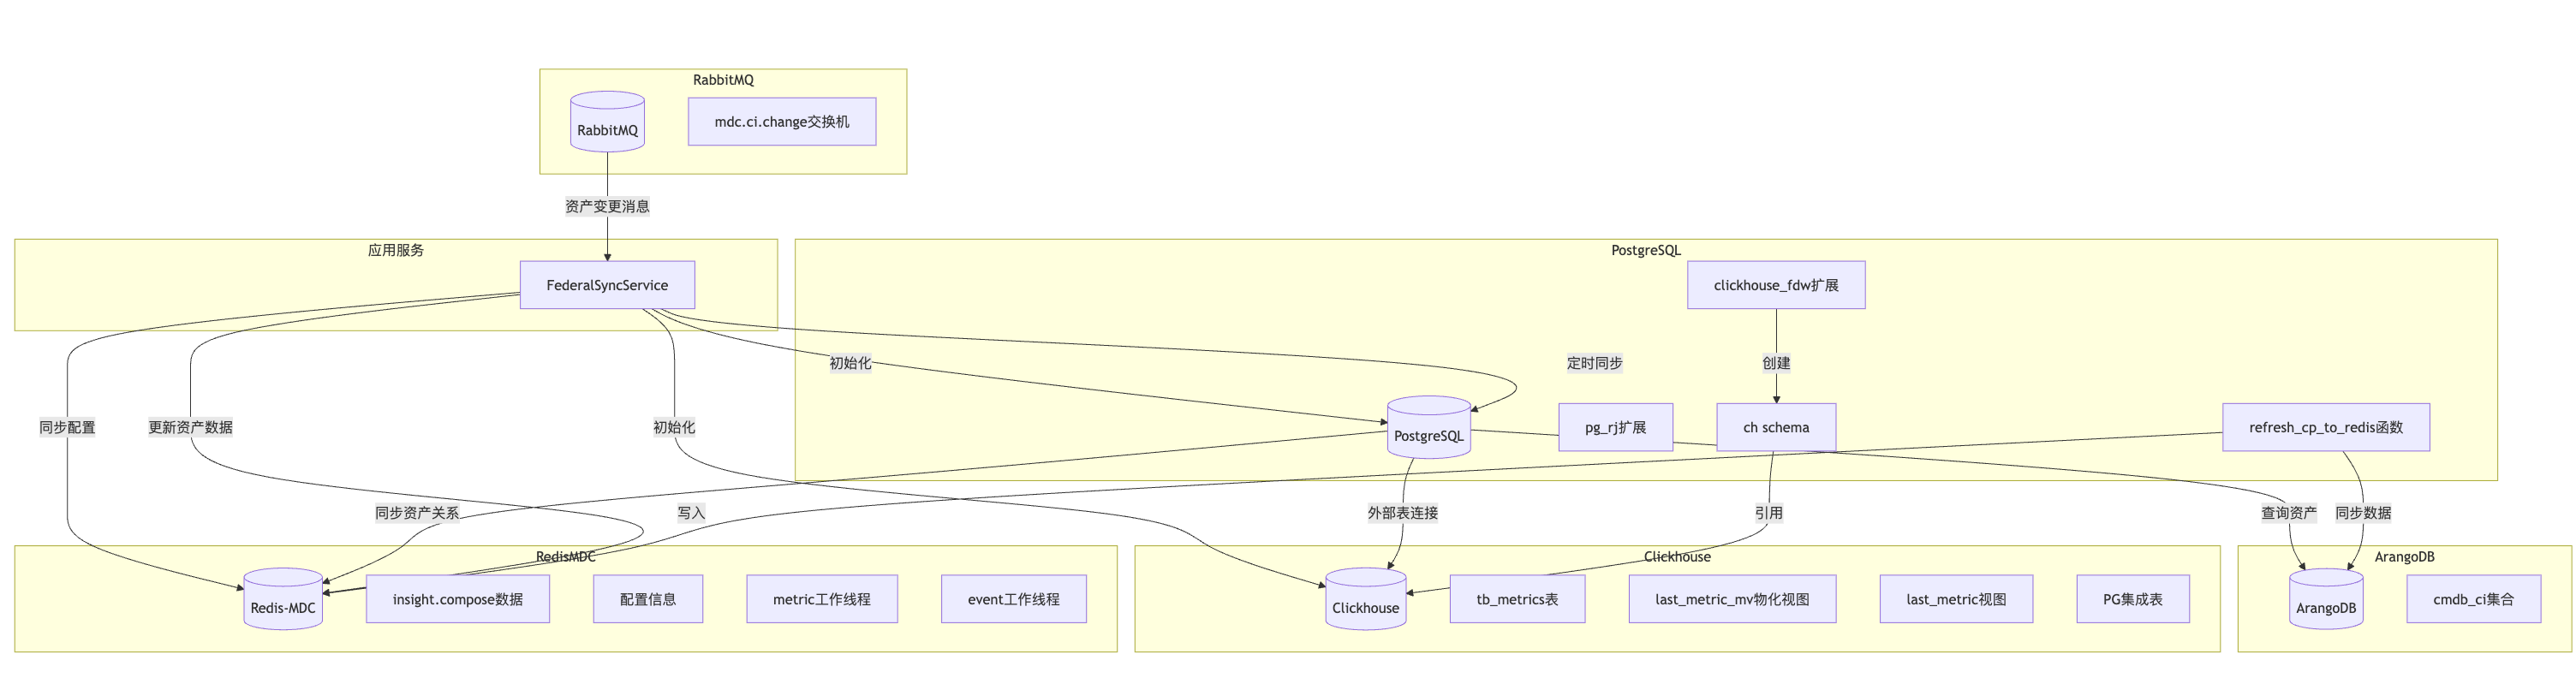 RabbitMQ
RabbitMQ
mdc.ci.change交换机
资产变更消息
应用服务
FederalSyncService
PostgreSQL
clickhouse_fdw扩展
初始化
定时同步
创建
同步配置
更新资产数据
初始化
PostgreSQL
pg_rj扩展
ch schema
refresh_cp_to_redis函数
同步资产关系
写入
外部表连接
引用
查询资产
同步数据
RedisMDC
Redis-MDC
insight.compose数据
配置信息
metric工作线程
event工作线程
Clickhouse
Clickhouse
tb_metrics表
last_metric_mv物化视图
last_metric视图
PG集成表
ArangoDB
ArangoDB
cmdb_ci集合